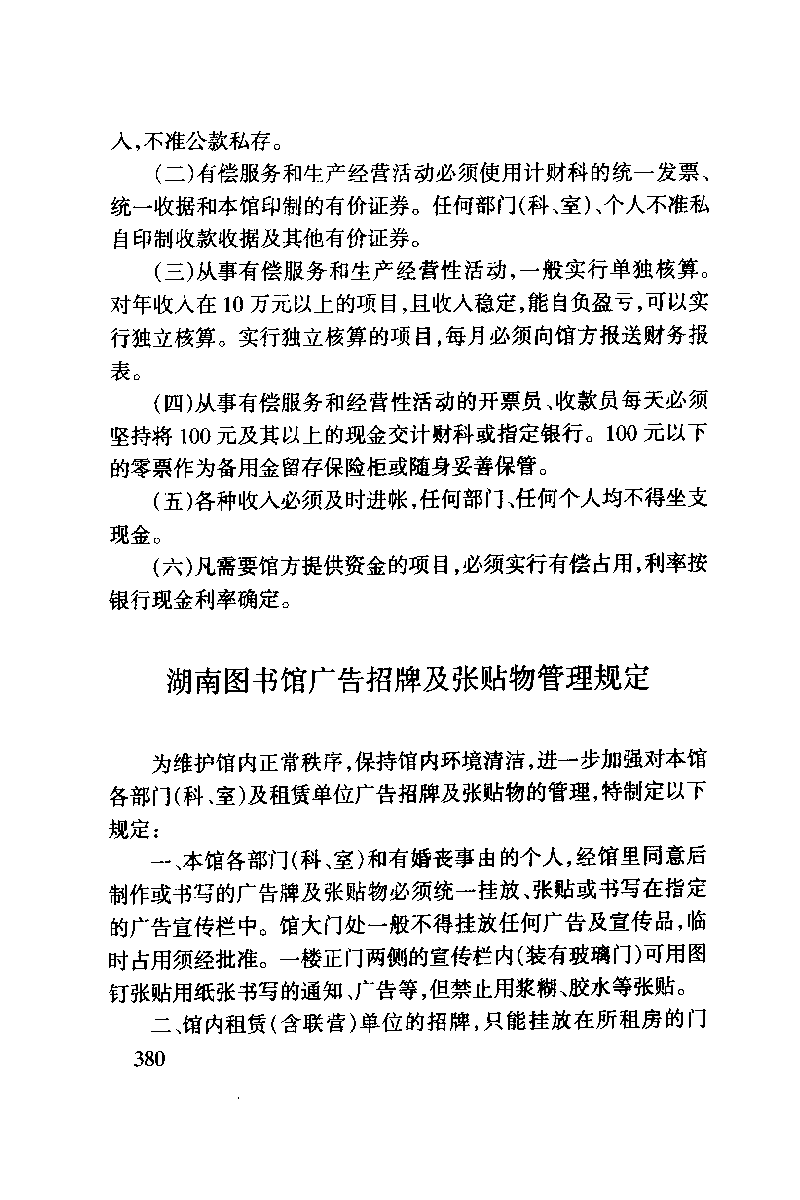 入,不准公款私存。
(二)有偿服务和生产经营活动必须使用计财科的统一发票、
统一收据和本馆印制的有价证券。任何部门(科、室)、个人不准私
自印制收款收据及其他有价证券。
(三)从事有偿服务和生产经营性活动,一般实行单独核算。
对年收入在10万元以上的项目,且收入稳定,能自负盈亏,可以实
行独立核算。实行独立核算的项目,每月必须向馆方报送财务报
表。
(四)从事有偿服务和经营性活动的开票员、收款员每天必须
坚持将100元及其以上的现金交计财科或指定银行。100元以下
的零票作为备用金留存保险柜或随身妥善保管。
(五)各种收入必须及时进帐,任何部门、任何个人均不得坐支
现金。
(六)凡需要馆方提供资金的项目,必须实行有偿占用,利率按
银行现金利率确定。
湖南图书馆广告招牌及张贴物管理规定
为维护馆内正常秩序,保持馆内环境清洁,进一步加强对本馆
各部门(科、室)及租赁单位广告招牌及张贴物的管理,特制定以下
规定:
一、本馆各部门(科、室)和有婚丧事由的个人,经馆里同意后
制作或书写的广告牌及张贴物必须统一挂放、张贴或书写在指定
的广告宣传栏中。馆大门处一般不得挂放任何广告及宣传品,临
时占用须经批准。一楼正门两侧的宣传栏内(装有玻璃门)可用图
钉张贴用纸张书写的通知、广告等,但禁止用浆糊、胶水等张贴。
二、馆内租赁(含联营)单位的招牌,只能挂放在所租房的门
380